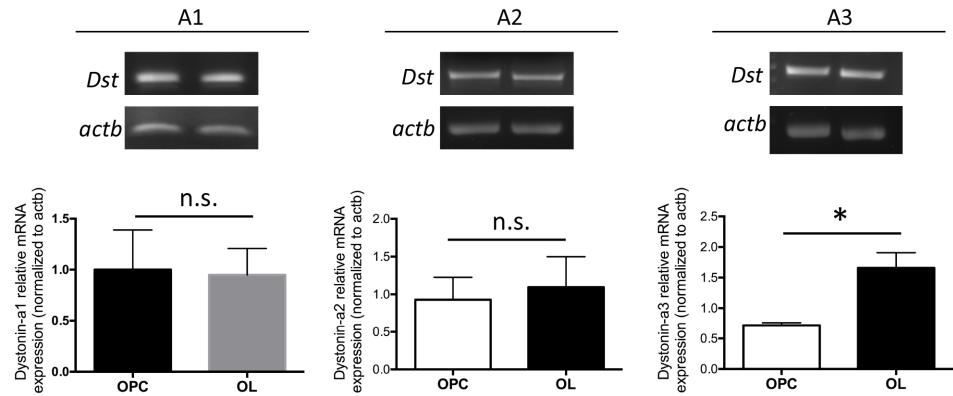 A1
Dst
actb
n.s.
Dystonin-a1 relative mRNA
expression (normalized to actb)
1.5
1.0
0.5
0.0
OPC OL
A2
Dst
actb
n.s.
Dystonin-a2 relative mRNA
expression (normalized to actb)
2.0
1.5
1.0
0.5
0.0
OPC OL
A3
Dst
actb
*
Dystonin-a3 relative mRNA
expression (normalized to actb)
2.5
2.0
1.5
1.0
0.5
0.0
OPC OL